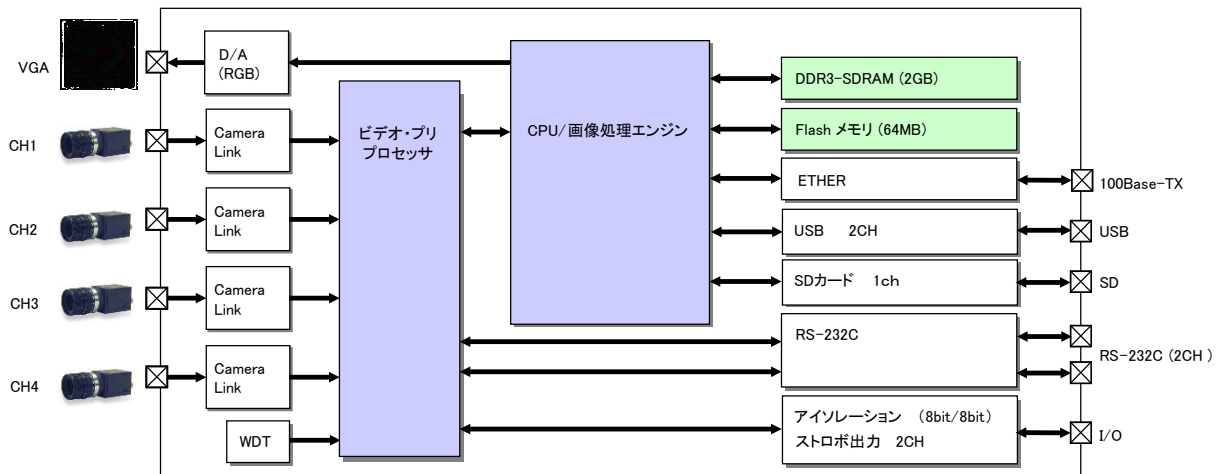 VGA
D/A
(RGB)
CH1
Camera
Link
CH2
Camera
Link
CH3
Camera
Link
CH4
Camera
Link
WDT
ビデオ・プリ
プロセッサ
CPU/画像処理エンジン
DDR3-SDRAM (2GB)
Flash メモリ (64MB)
ETHER
100Base-TX
USB 2CH
USB
SDカード 1ch
SD
RS-232C
RS-232C (2CH )
アイソレーション (8bit/8bit)
ストロボ出力 2CH
I/O